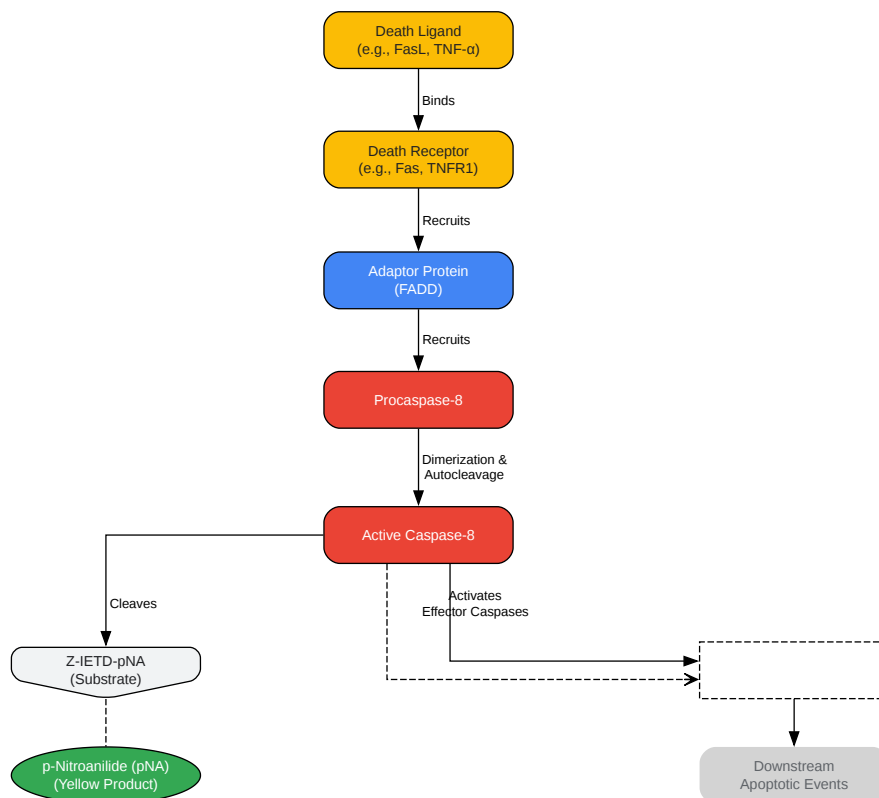 Death Ligand
(e.g., FasL, TNF-α)
Binds
Death Receptor
(e.g., Fas, TNFR1)
Recruits
Adaptor Protein
(FADD)
Recruits
Procaspase-8
Dimerization &
Autocleavage
Active Caspase-8
Cleaves
Activates
Effector Caspases
Z-IETD-pNA
(Substrate)
p-Nitroanilide (pNA)
(Yellow Product)
Downstream
Apoptotic Events